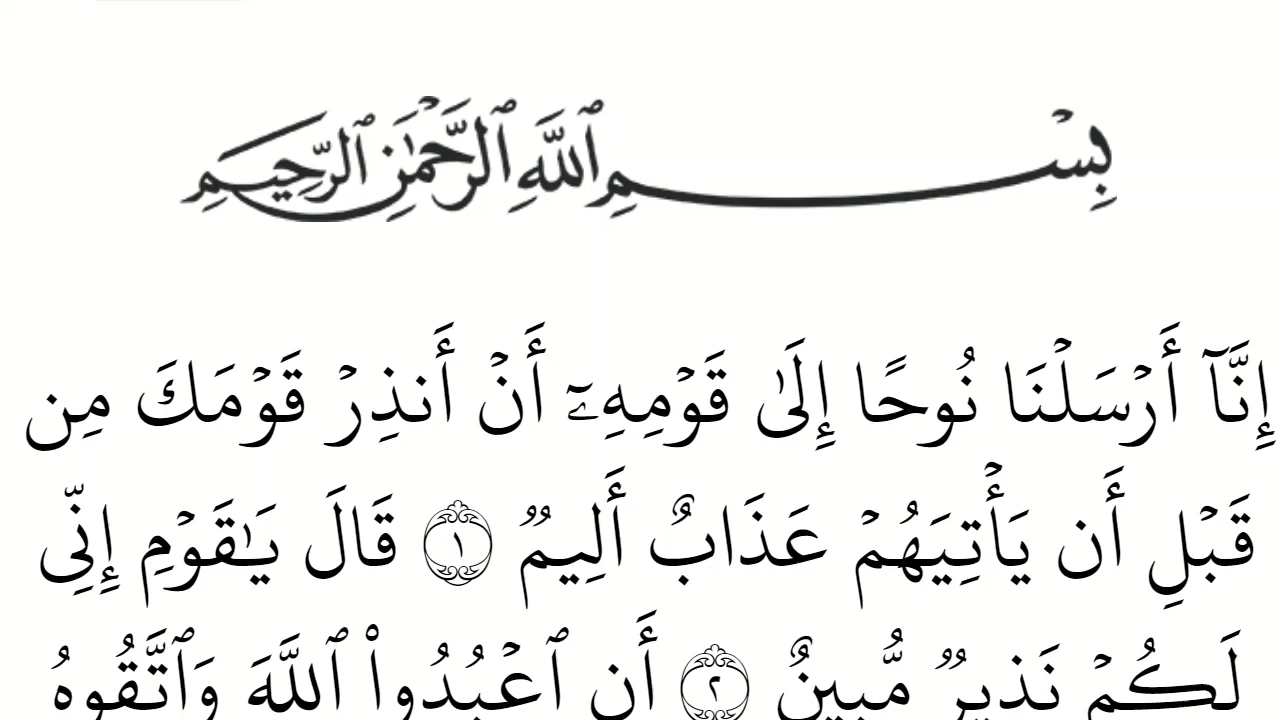 بِسْمِ ٱللَّهِ ٱلرَّحْمَٰنِ ٱلرَّحِيمِ
إِنَّآ أَرْسَلْنَا نُوحًا إِلَىٰ قَوْمِهِۦٓ أَنْ أَنذِرْ قَوْمَكَ مِن
قَبْلِ أَن يَأْتِيَهُمْ عَذَابٌ أَلِيمٌ ١ قَالَ يَـٰقَوْمِ إِنِّى
لَكُمْ نَذِيرٌ مُّبِينٌ ٢ أَنِ ٱعْبُدُوا۟ ٱللَّهَ وَٱتَّقُوهُ